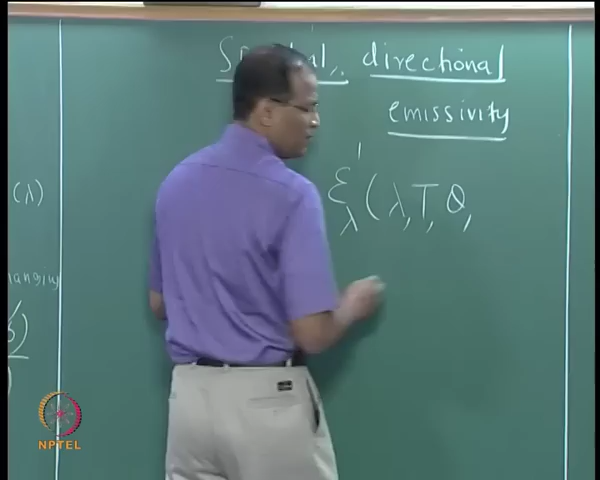 directional
emissivity
ε'λ (λ, T, θ,
(λ)
NPTEL